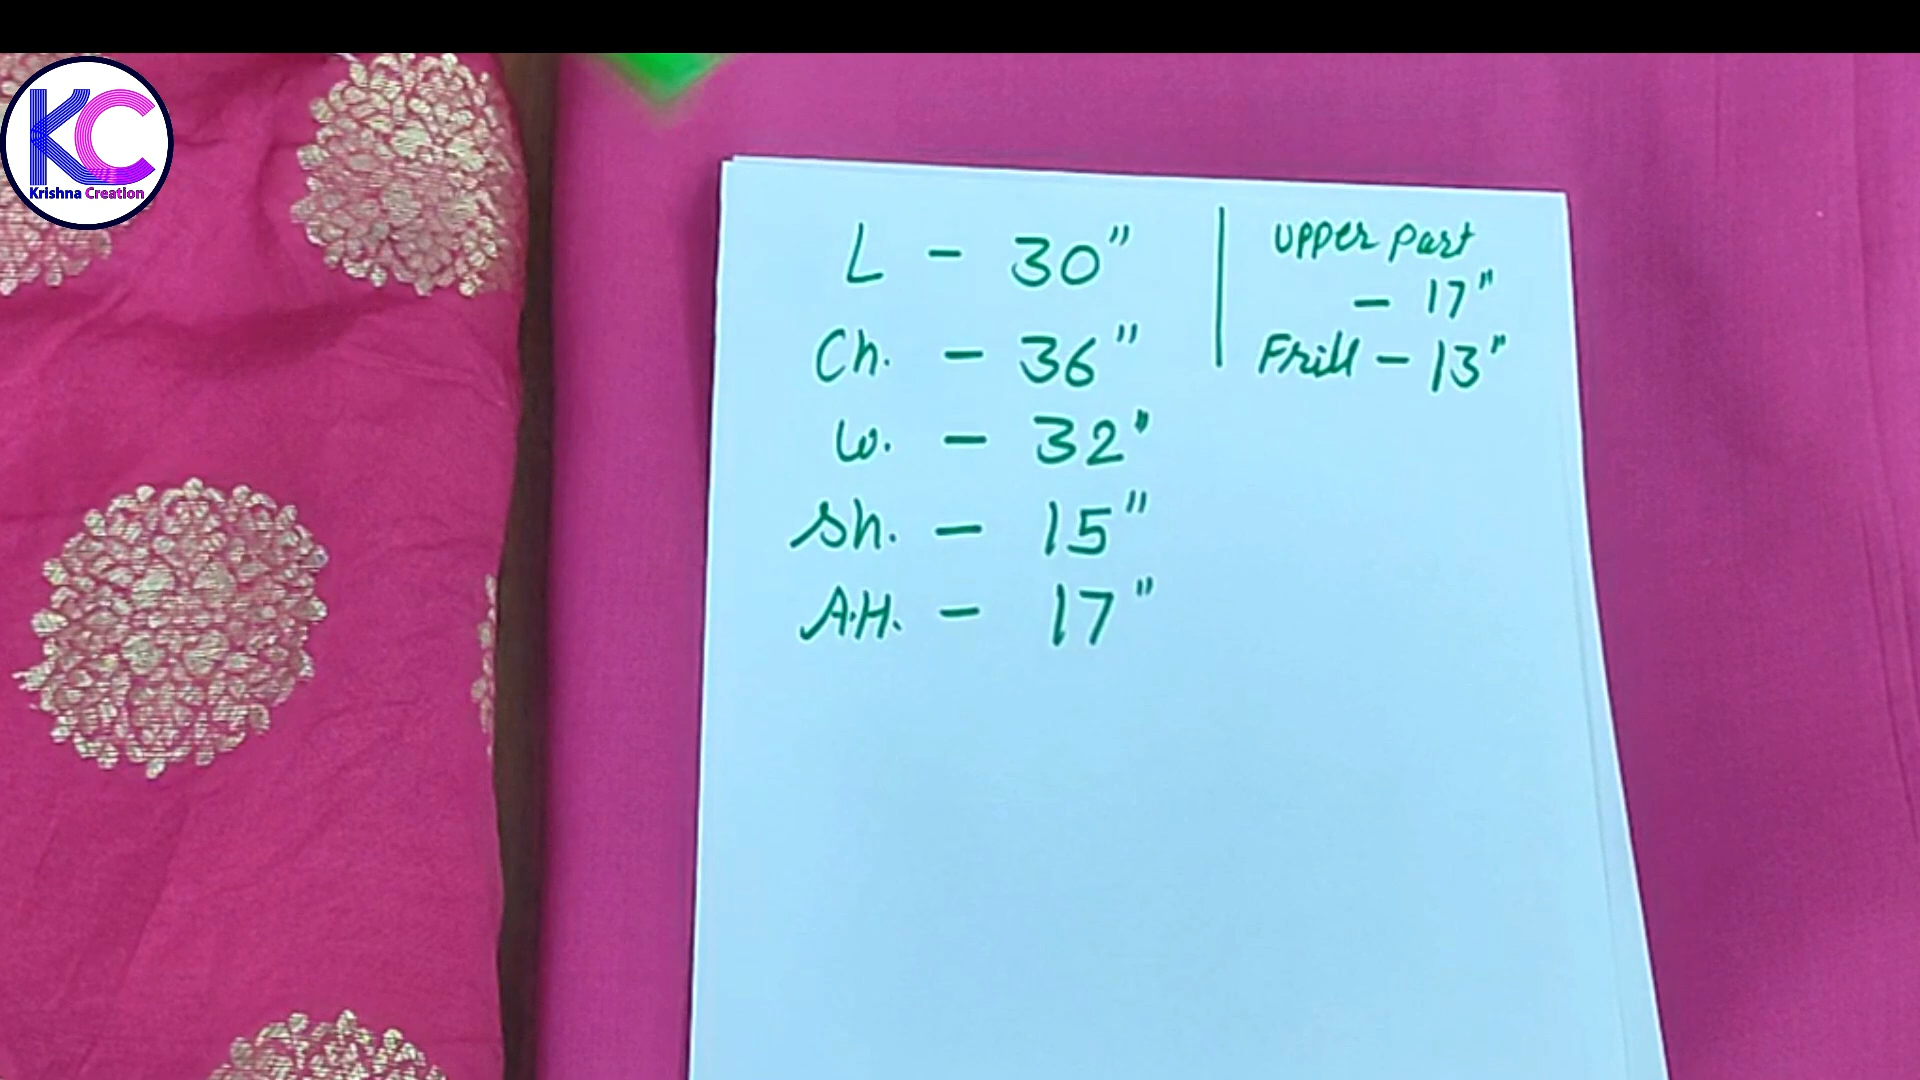 KC
Krishna Creation
L - 30"
Ch. - 36"
W. - 32"
Sh. - 15"
A.H. - 17"
Upper Part
- 17"
Frill - 13"